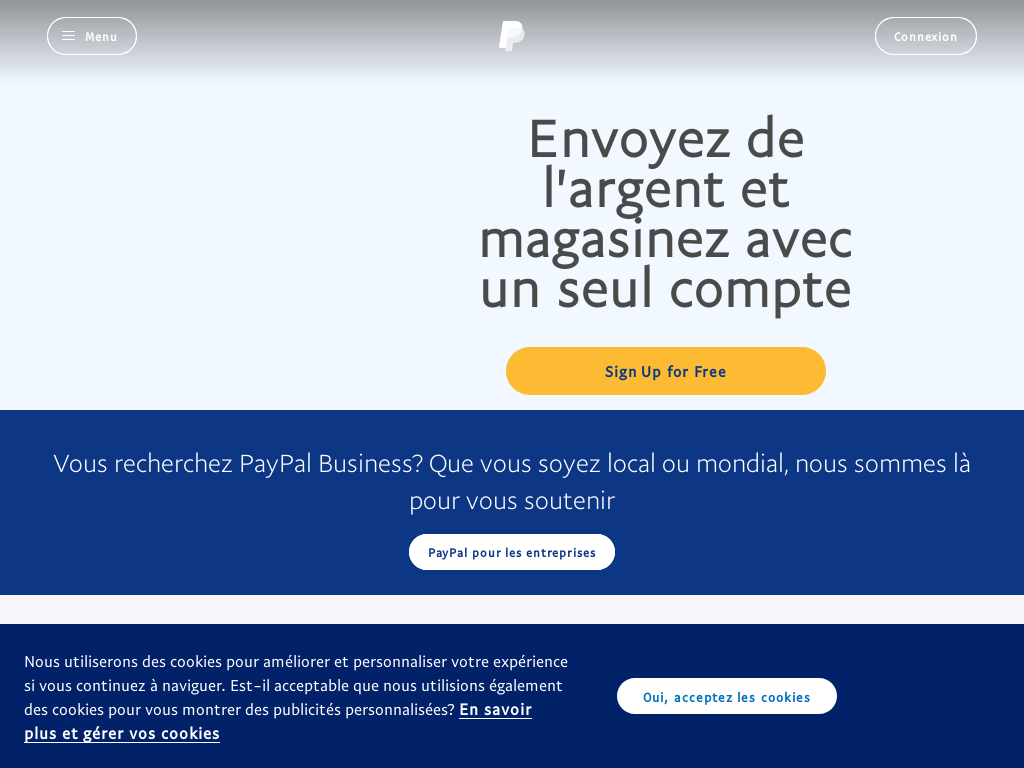 Menu
Connexion
Envoyez de
l'argent et
magasinez avec
un seul compte
Sign Up for Free
Vous recherchez PayPal Business? Que vous soyez local ou mondial, nous sommes là
pour vous soutenir
PayPal pour les entreprises
Nous utiliserons des cookies pour améliorer et personnaliser votre expérience
si vous continuez à naviguer. Est-il acceptable que nous utilisions également
des cookies pour vous montrer des publicités personnalisées? En savoir
plus et gérer vos cookies
Oui, acceptez les cookies